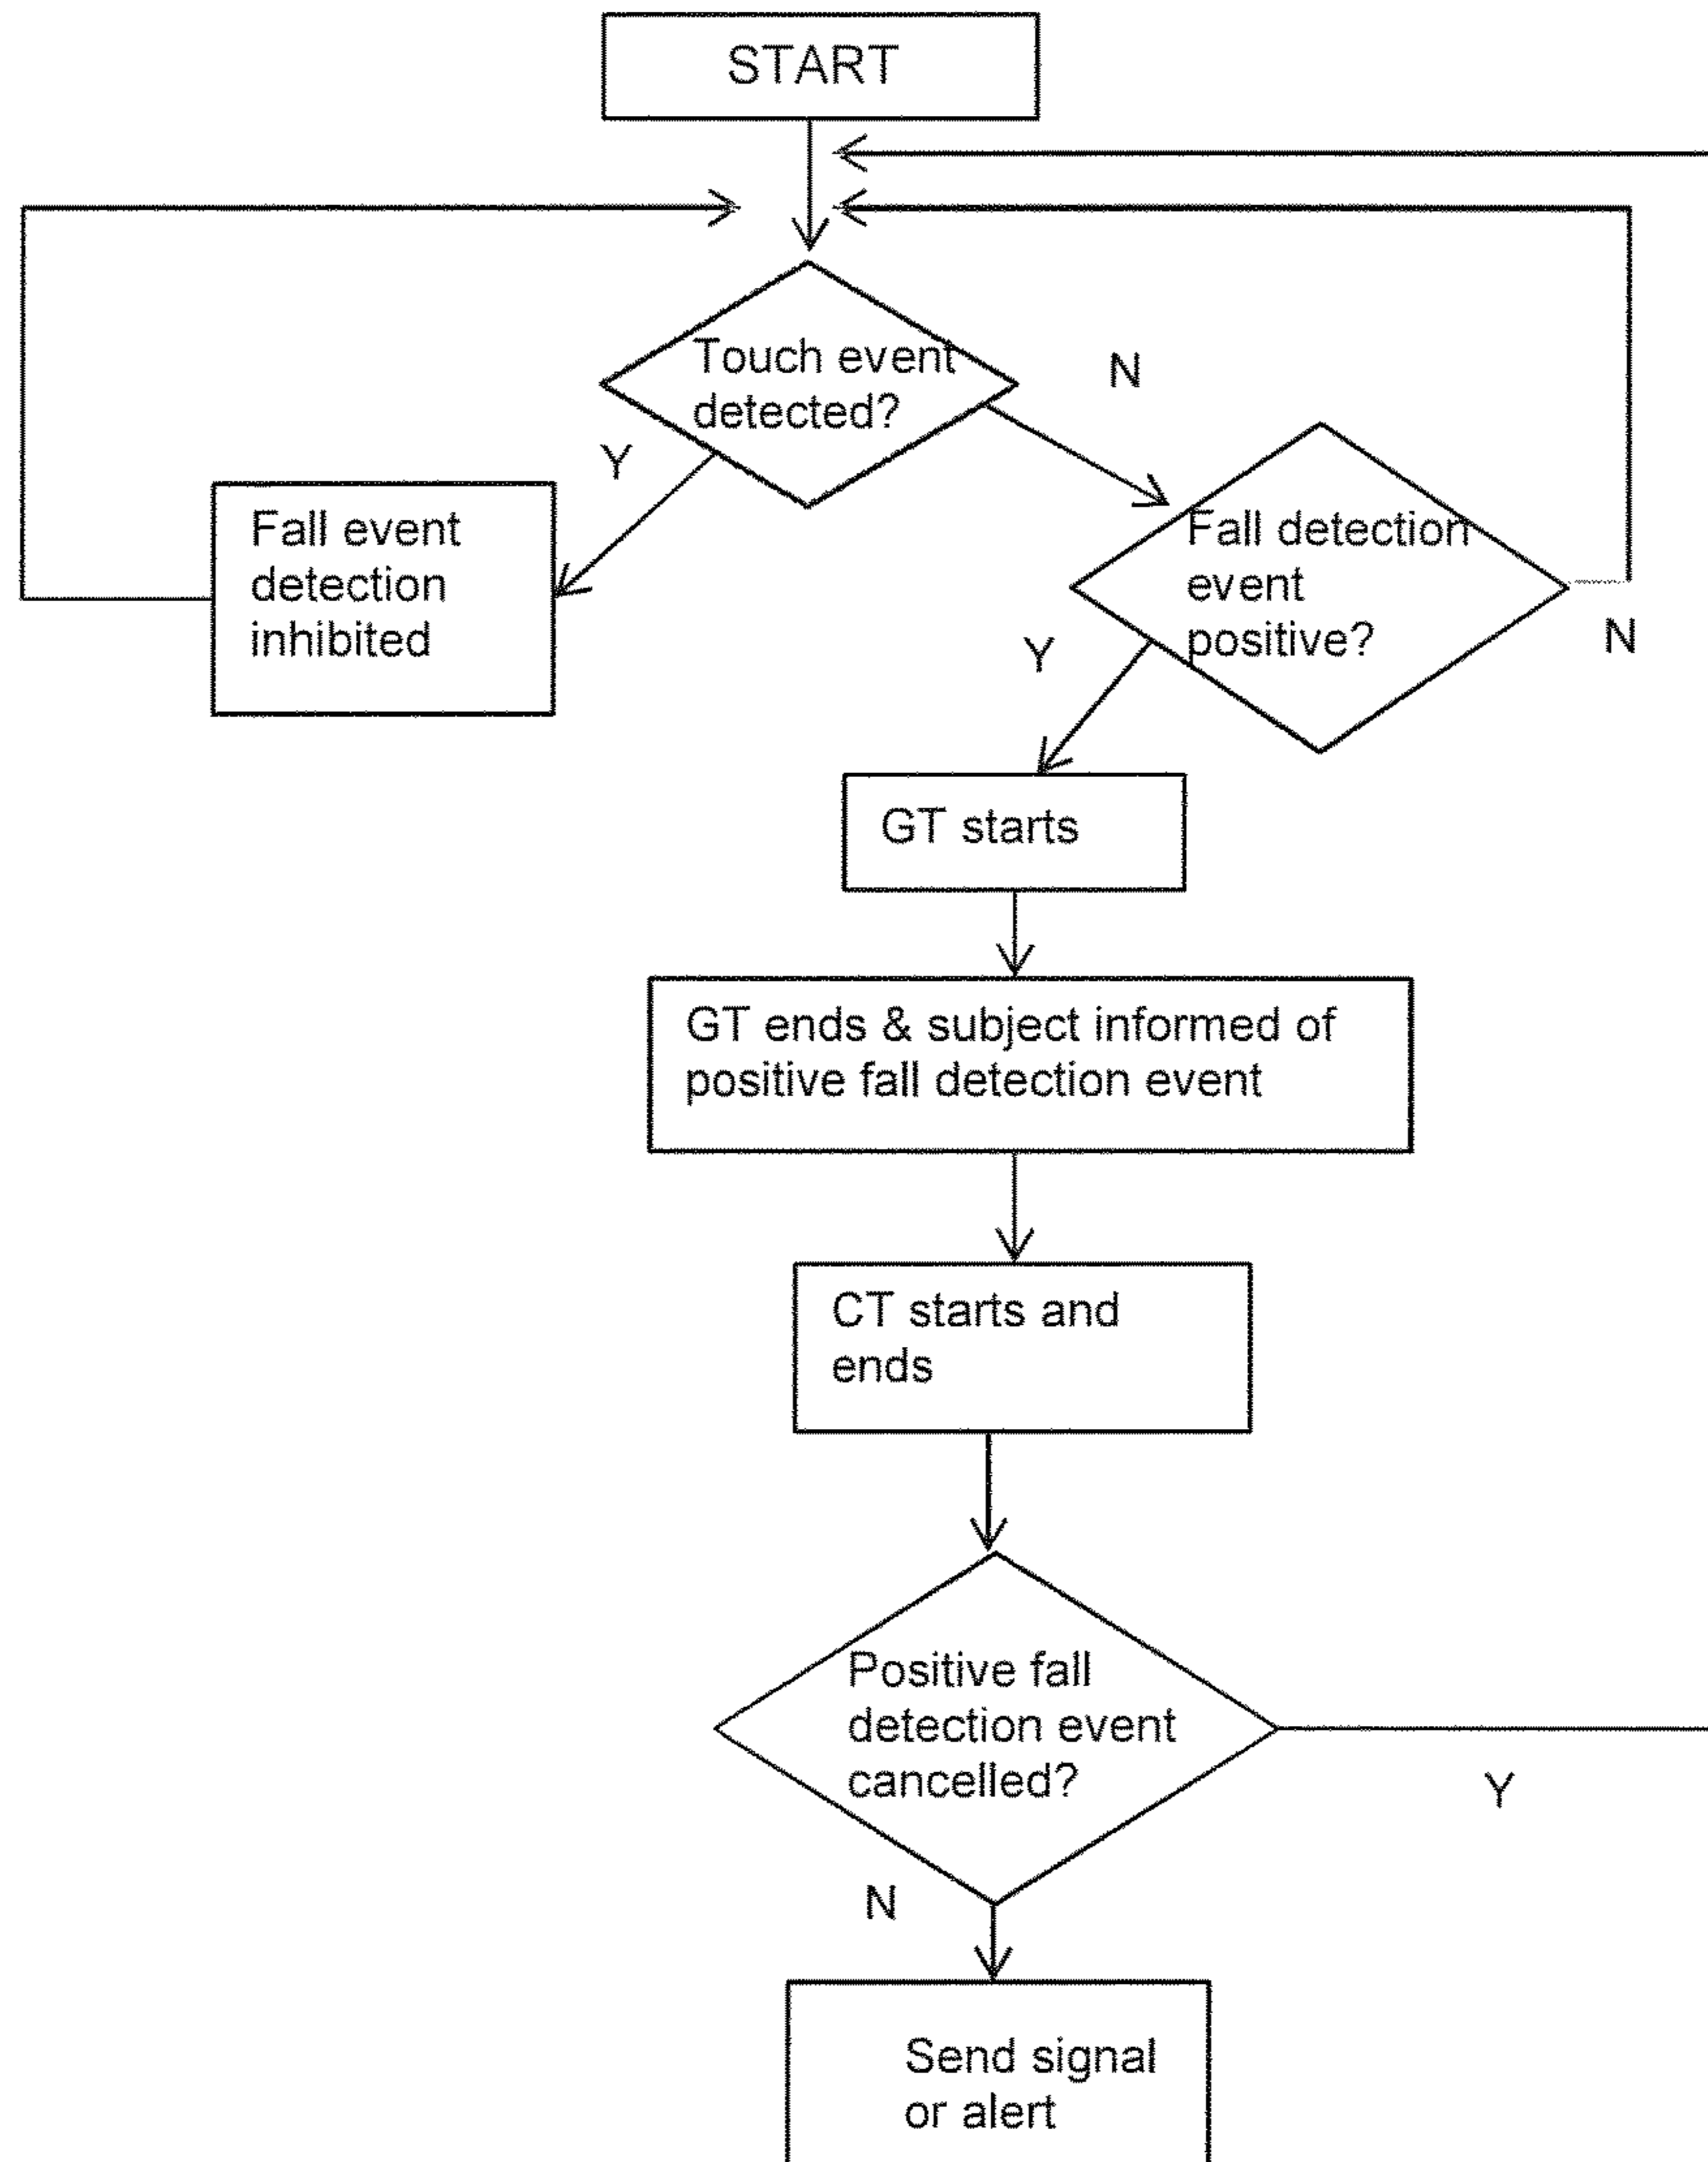 START
Touch event
detected?
N
Y
Fall event
detection
inhibited
Fall detection
event
positive?
N
Y
GT starts
GT ends & subject informed of
positive fall detection event
CT starts and
ends
Positive fall
detection event
cancelled?
Y
N
Send signal
or alert